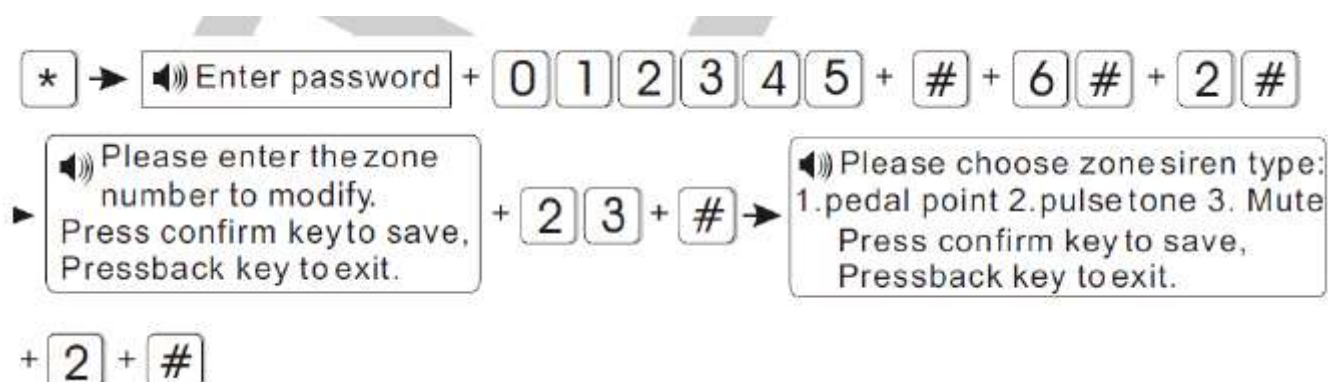 * Enter password + 0 1 2 3 4 5 + # + 6 # + 2 #
Please enter the zone
number to modify.
Press confirm key to save,
Pressback key to exit.
+ 2 3 + #
Please choose zone siren type:
1.pedal point 2.pulse tone 3. Mute
Press confirm key to save,
Pressback key to exit.
+ 2 + #